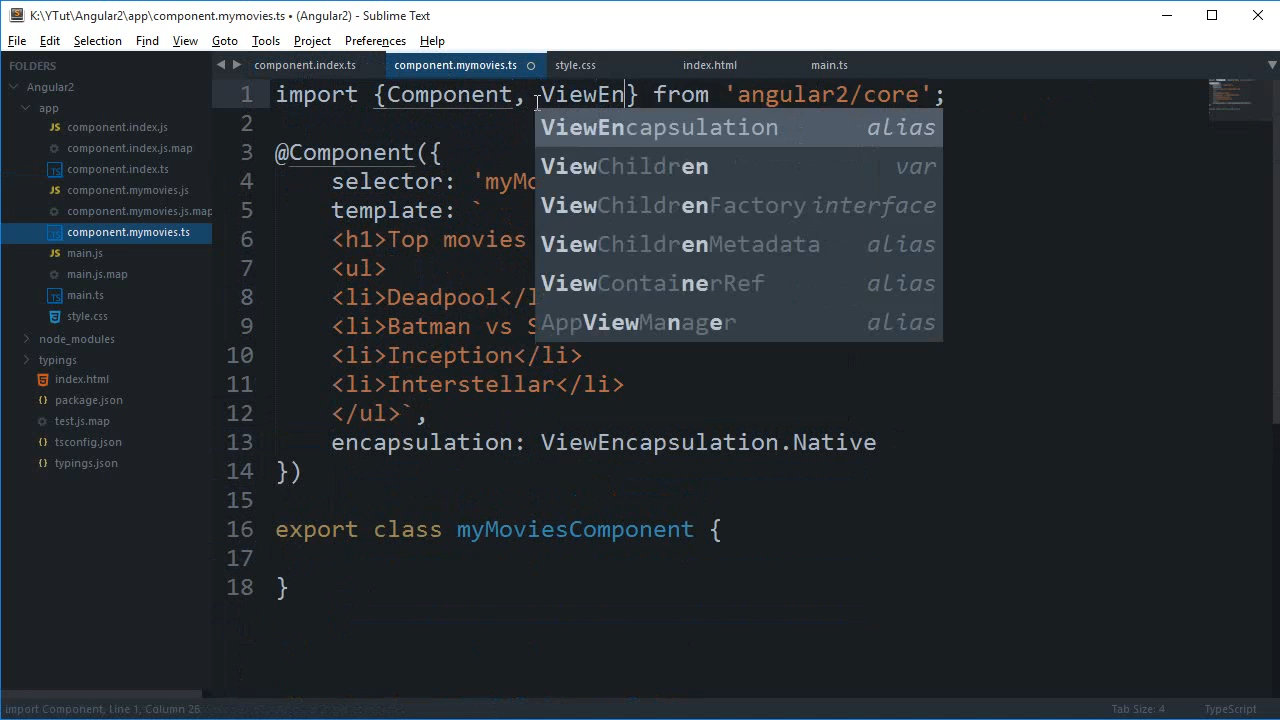 K:\YTut\Angular2\app\component.mymovies.ts • (Angular2) - Sublime Text
File Edit Selection Find View Goto Tools Project Preferences Help
FOLDERS
Angular2
app
component.index.js
component.index.js.map
component.index.ts
component.mymovies.js
component.mymovies.js.map
component.mymovies.ts
main.js
main.js.map
main.ts
style.css
node_modules
typings
index.html
package.json
test.js.map
tsconfig.json
typings.json
component.index.ts component.mymovies.ts style.css index.html main.ts
1 import {Component, ViewEn} from 'angular2/core';
2
3 @Component({
4 selector: 'myMo
5 template: `
6 <h1>Top movies
7 <ul>
8 <li>Deadpool</l
9 <li>Batman vs S
10 <li>Inception</li>
11 <li>Interstellar</li>
12 </ul>`,
13 encapsulation: ViewEncapsulation.Native
14 })
15
16 export class myMoviesComponent {
17
18 }
ViewEncapsulation alias
ViewChildren var
ViewChildrenFactory interface
ViewChildrenMetadata alias
ViewContainerRef alias
AppViewManager alias
import Component, Line 1, Column 26 Tab Size: 4 TypeScript